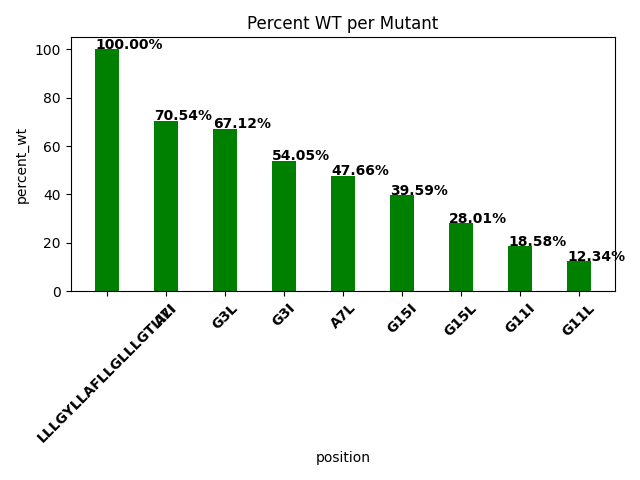 Percent WT per Mutant
percent_wt
100
80
60
40
20
0
100.00%
70.54%
67.12%
54.05%
47.66%
39.59%
28.01%
18.58%
12.34%
A7I
G3L
G3I
A7L
G15I
G15L
G11I
G11L
position